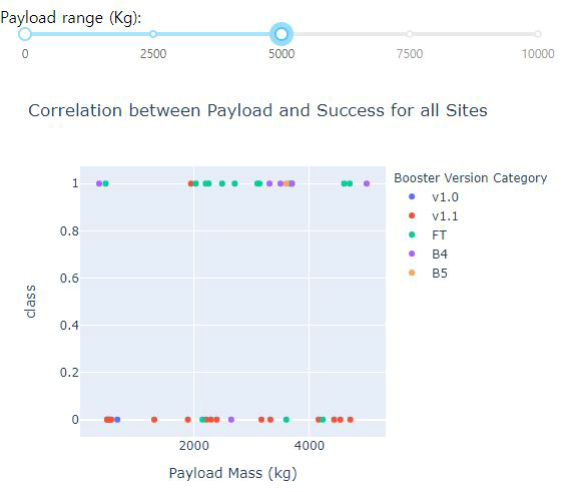 Payload range (Kg):
0 2500 5000 7500 10000
Correlation between Payload and Success for all Sites
Booster Version Category
v1.0
v1.1
FT
B4
B5
1
0.8
0.6
0.4
0.2
0
class
2000 4000
Payload Mass (kg)